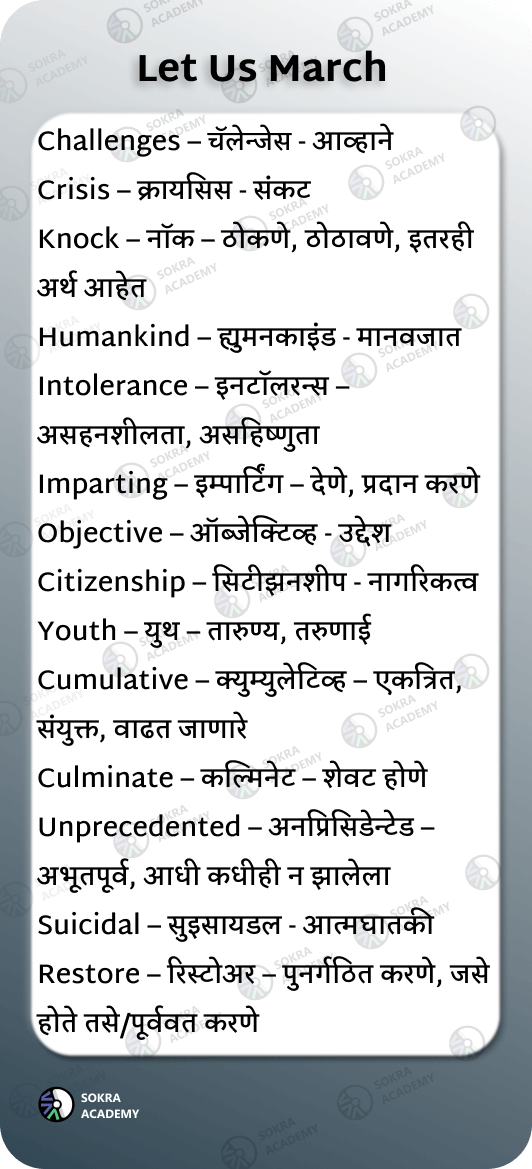 Let Us March
Challenges – चॅलेन्जेस - आव्हाने
Crisis – क्रायसिस - संकट
Knock – नॉक – ठोकणे, ठोठावणे, इतरही
अर्थ आहेत
Humankind – ह्युमनकाइंड - मानवजात
Intolerance – इनटॉलरन्स –
असहनशीलता, असहिष्णुता
Imparting – इम्पार्टिंग – देणे, प्रदान करणे
Objective – ऑब्जेक्टिव्ह - उद्देश
Citizenship – सिटीझनशीप - नागरिकत्व
Youth – युथ – तारुण्य, तरुणाई
Cumulative – क्युम्युलेटिव्ह – एकत्रित,
संयुक्त, वाढत जाणारे
Culminate – कल्मिनेट – शेवट होणे
Unprecedented – अनप्रिसिडेन्टेड –
अभूतपूर्व, आधी कधीही न झालेला
Suicidal – सुइसायडल - आत्मघातकी
Restore – रिस्टोअर – पुनर्गठित करणे, जसे
होते तसे/पूर्ववत करणे
SOKRA
ACADEMY